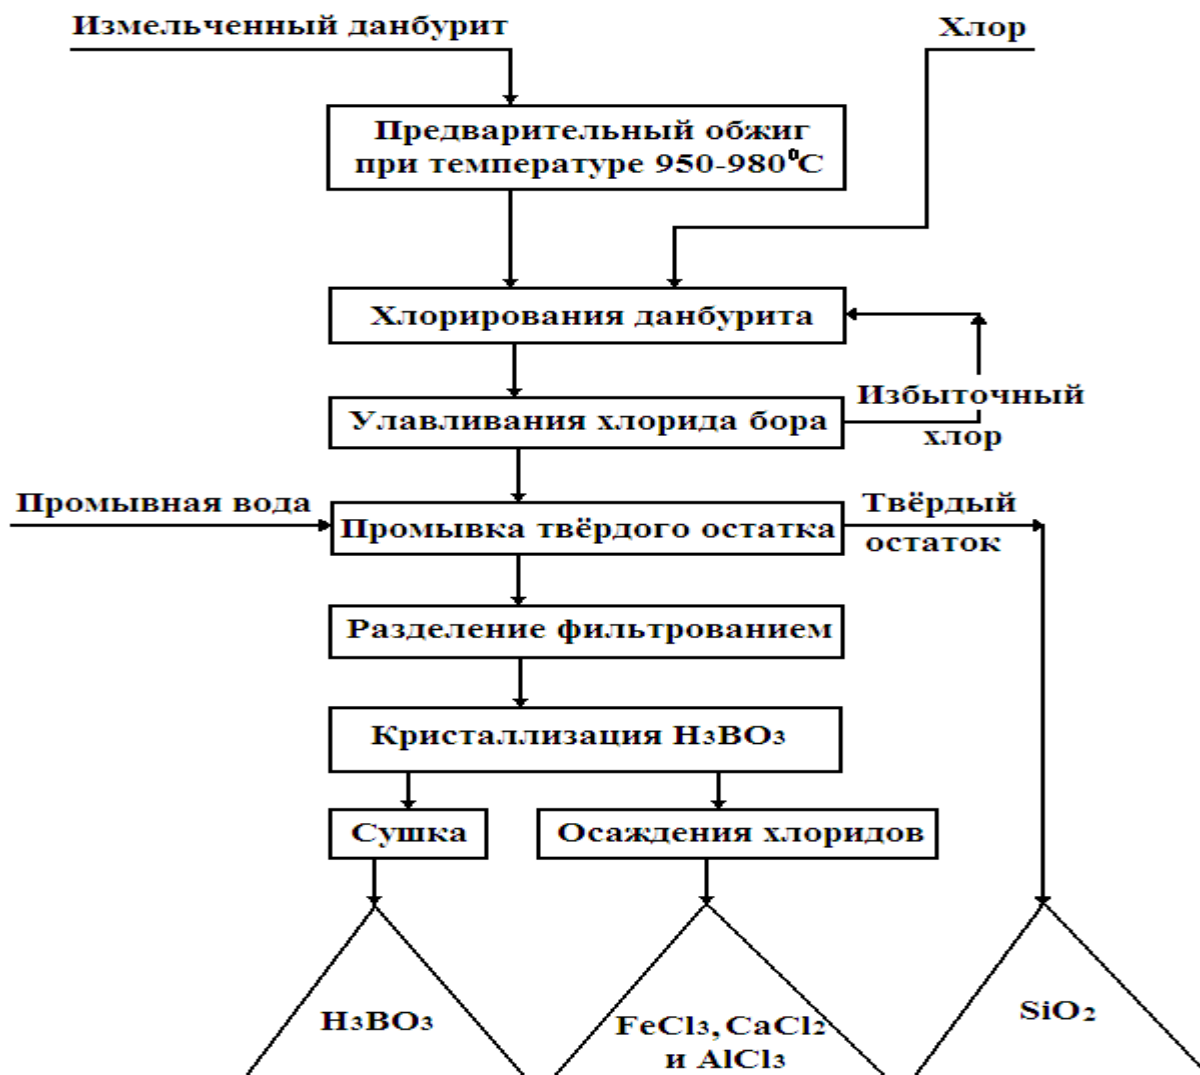 Измельченный данбурит
Хлор
Предварительный обжиг
при температуре 950-980⁰С
Хлорирования данбурита
Улавливания хлорида бора
Избыточный
хлор
Промывная вода
Промывка твёрдого остатка
Твёрдый
остаток
Разделение фильтрованием
Кристаллизация H₃BO₃
Сушка
Осаждения хлоридов
H₃BO₃
FeCl₃, CaCl₂
и AlCl₃
SiO₂